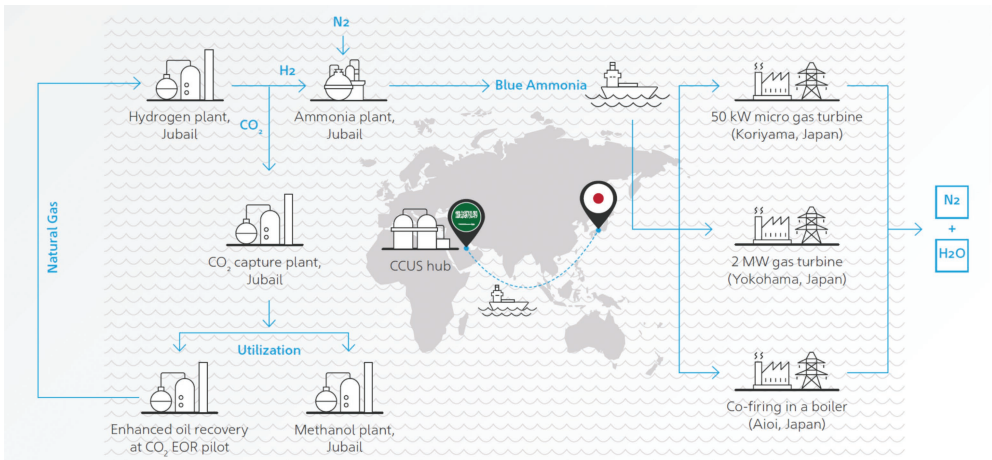 N2
H2
Blue Ammonia
Hydrogen plant,
Jubail
Ammonia plant,
Jubail
50 kW micro gas turbine
(Koriyama, Japan)
CO₂
Natural Gas
CO₂ capture plant,
Jubail
CCUS hub
2 MW gas turbine
(Yokohama, Japan)
N2
+
H2O
Utilization
Enhanced oil recovery
at CO₂ EOR pilot
Methanol plant,
Jubail
Co-firing in a boiler
(Aioi, Japan)